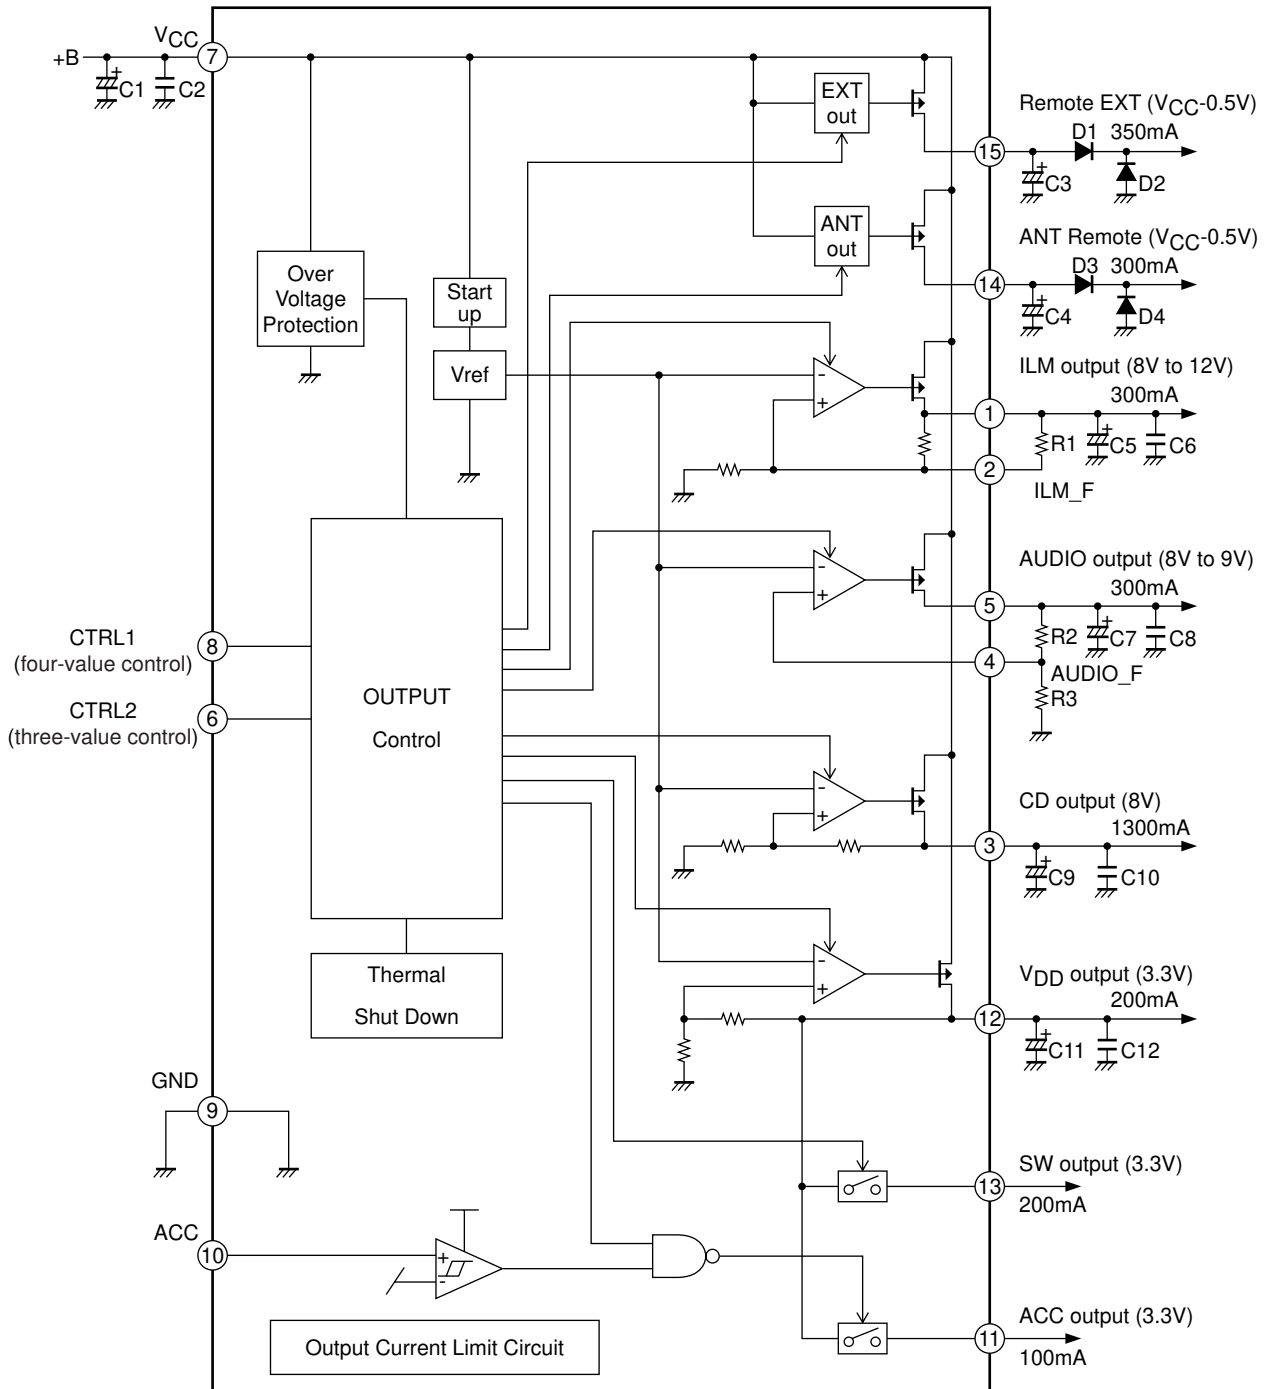 VCC
+B
7
+
C1
C2
EXT
out
Remote EXT (VCC-0.5V)
D1 350mA
15
+
C3
D2
ANT
out
ANT Remote (VCC-0.5V)
D3 300mA
14
+
C4
D4
Over
Voltage
Protection
Start
up
Vref
-
+
ILM output (8V to 12V)
300mA
1
R1
+
C5
C6
2
ILM_F
-
+
AUDIO output (8V to 9V)
300mA
5
R2
+
C7
C8
4
AUDIO_F
R3
CTRL1
(four-value control)
8
CTRL2
(three-value control)
6
OUTPUT
Control
-
+
CD output (8V)
1300mA
3
+
C9
C10
Thermal
Shut Down
-
+
VDD output (3.3V)
200mA
12
+
C11
C12
GND
9
SW output (3.3V)
13
200mA
ACC
10
+
-
ACC output (3.3V)
11
100mA
Output Current Limit Circuit